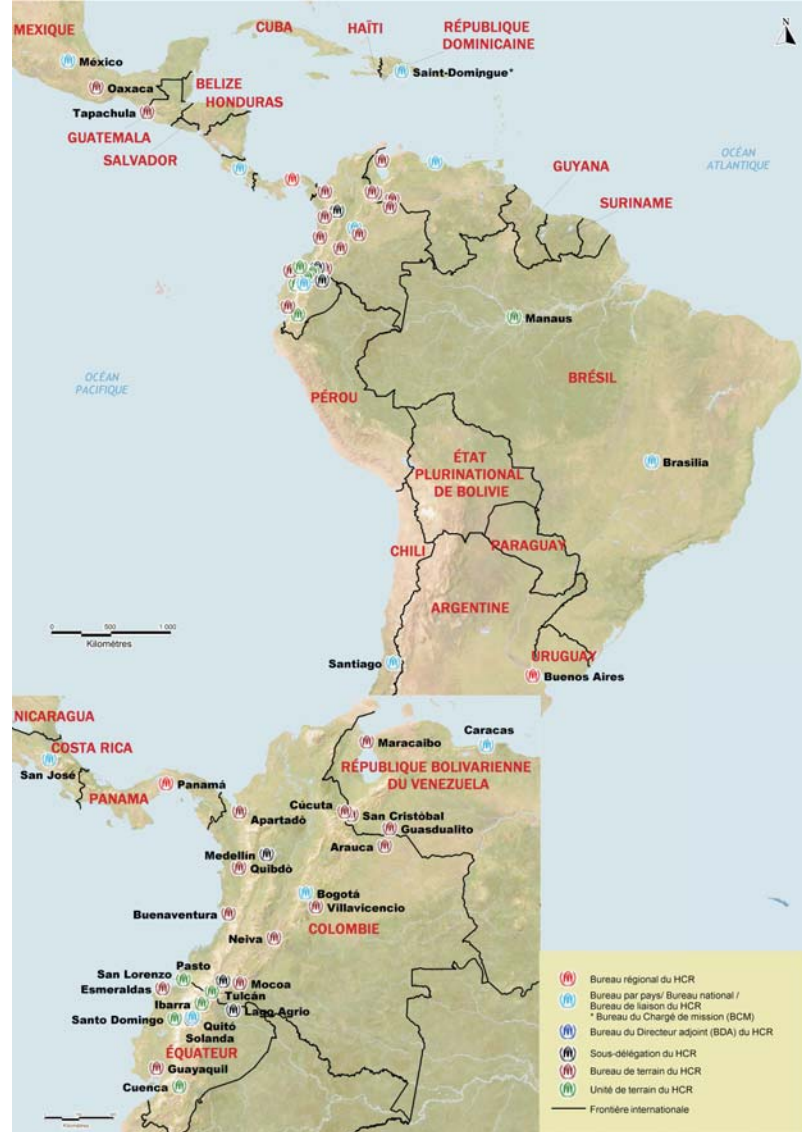 MEXIQUE
CUBA
HAÏTI
RÉPUBLIQUE
DOMINICAINE
N
México
Saint-Domingue*
Oaxaca
BELIZE
HONDURAS
Tapachula
GUATEMALA
SALVADOR
OCÉAN
ATLANTIQUE
GUYANA
SURINAME
Manaus
OCÉAN
PACIFIQUE
PÉROU
BRÉSIL
Brasilia
ÉTAT
PLURINATIONAL
DE BOLIVIE
CHILI
PARAGUAY
ARGENTINE
0 500 1 000
Kilomètres
Santiago
URUGUAY
Buenos Aires
NICARAGUA
COSTA RICA
San José
PANAMA
Panamá
Caracas
Maracaibo
RÉPUBLIQUE BOLIVARIENNE
DU VENEZUELA
Cúcuta
San Cristòbal
Apartadò
Guasdualito
Arauca
Medellín
Quibdò
Bogotá
Villavicencio
Buenaventura
COLOMBIE
Neiva
Pasto
San Lorenzo
Mocoa
Esmeraldas
Tulcán
Ibarra
Lago Agrio
Santo Domingo
Quitó
Solanda
ÉQUATEUR
Guayaquil
Cuenca
Kilomètres
Bureau régional du HCR
Bureau par pays/ Bureau national /
Bureau de liaison du HCR
* Bureau du Chargé de mission (BCM)
Bureau du Directeur adjoint (BDA) du HCR
Sous-délégation du HCR
Bureau de terrain du HCR
Unité de terrain du HCR
Frontière internationale